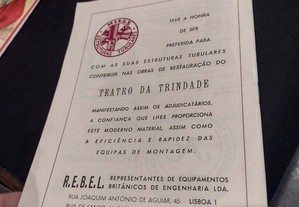 MILLS
TEVE A HONRA
DE SER
PREFERIDA PARA
COM AS SUAS ESTRUTURAS TUBULARES
CONTRIBUIR NAS OBRAS DE RESTAURAÇÃO DO
TEATRO DA TRINDADE
MANIFESTANDO ASSIM OS ADJUDICATÁRIOS,
A CONFIANÇA QUE LHES PROPORCIONA
ESTE MODERNO MATERIAL, ASSIM COMO
A EFICIÊNCIA E RAPIDEZ DAS
EQUIPAS DE MONTAGEM.
R.E.B.E.L. REPRESENTANTES DE EQUIPAMENTOS
BRITÂNICOS DE ENGENHARIA LDA.
RUA JOAQUIM ANTÓNIO DE AGUIAR, 45 LISBOA 1